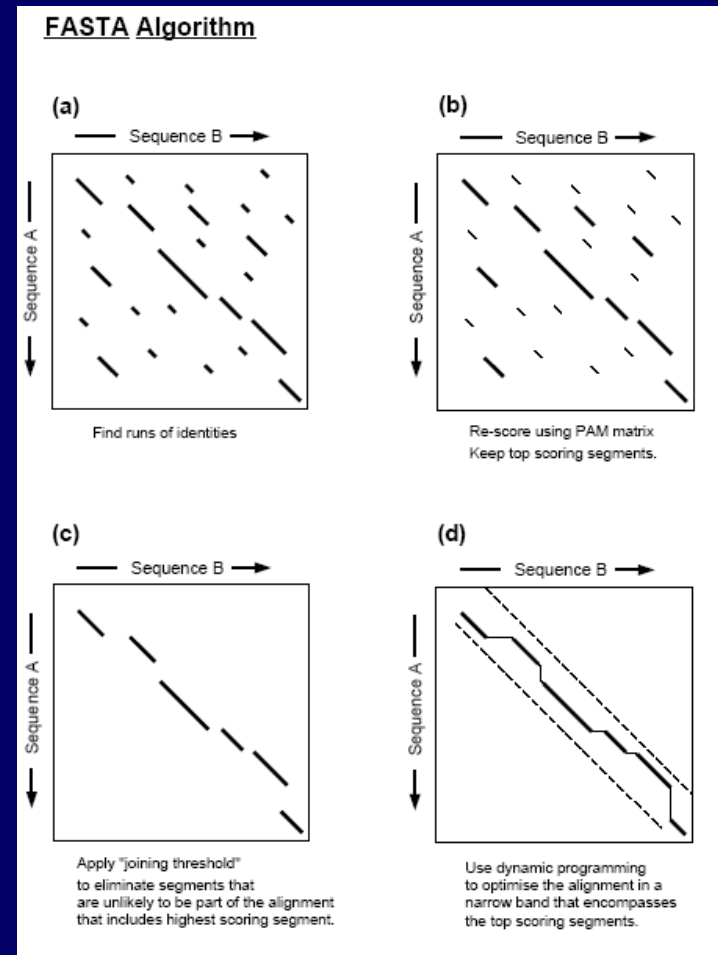 FASTA Algorithm
(a)
Sequence B
Sequence A
Find runs of identities
(b)
Sequence B
Sequence A
Re-score using PAM matrix
Keep top scoring segments.
(c)
Sequence B
Sequence A
Apply "joining threshold"
to eliminate segments that
are unlikely to be part of the alignment
that includes highest scoring segment.
(d)
Sequence B
Sequence A
Use dynamic programming
to optimise the alignment in a
narrow band that encompasses
the top scoring segments.